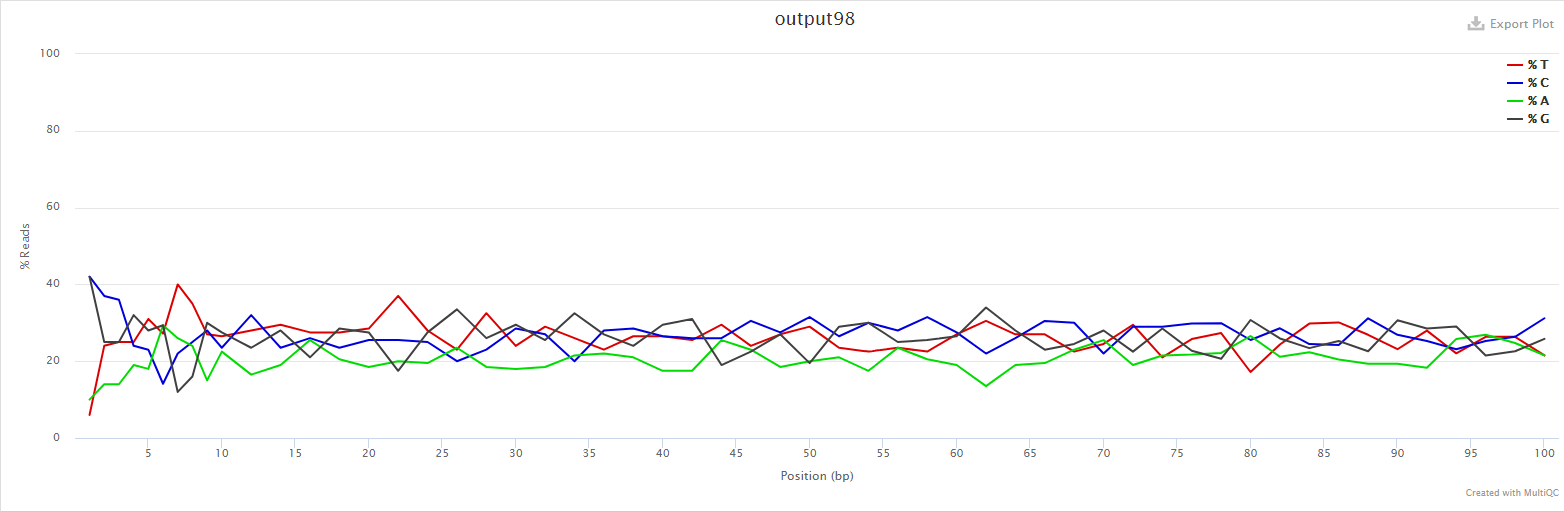 output98
Export Plot
% T
% C
% A
% G
% Reads
100
80
60
40
20
0
5 10 15 20 25 30 35 40 45 50 55 60 65 70 75 80 85 90 95 100
Position (bp)
Created with MultiQC